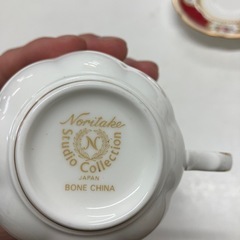 Noritake
N
Studio Collection
JAPAN
BONE CHINA